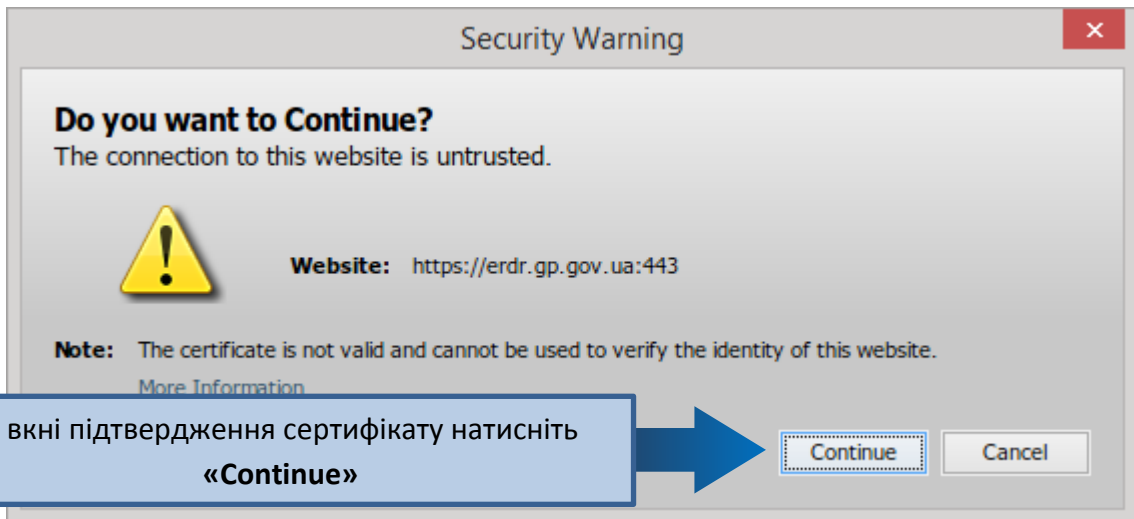 Security Warning
Do you want to Continue?
The connection to this website is untrusted.
Website: https://erdr.gp.gov.ua:443
Note: The certificate is not valid and cannot be used to verify the identity of this website.
More Information
вкні підтвердження сертифікату натисніть
«Continue»
Continue Cancel